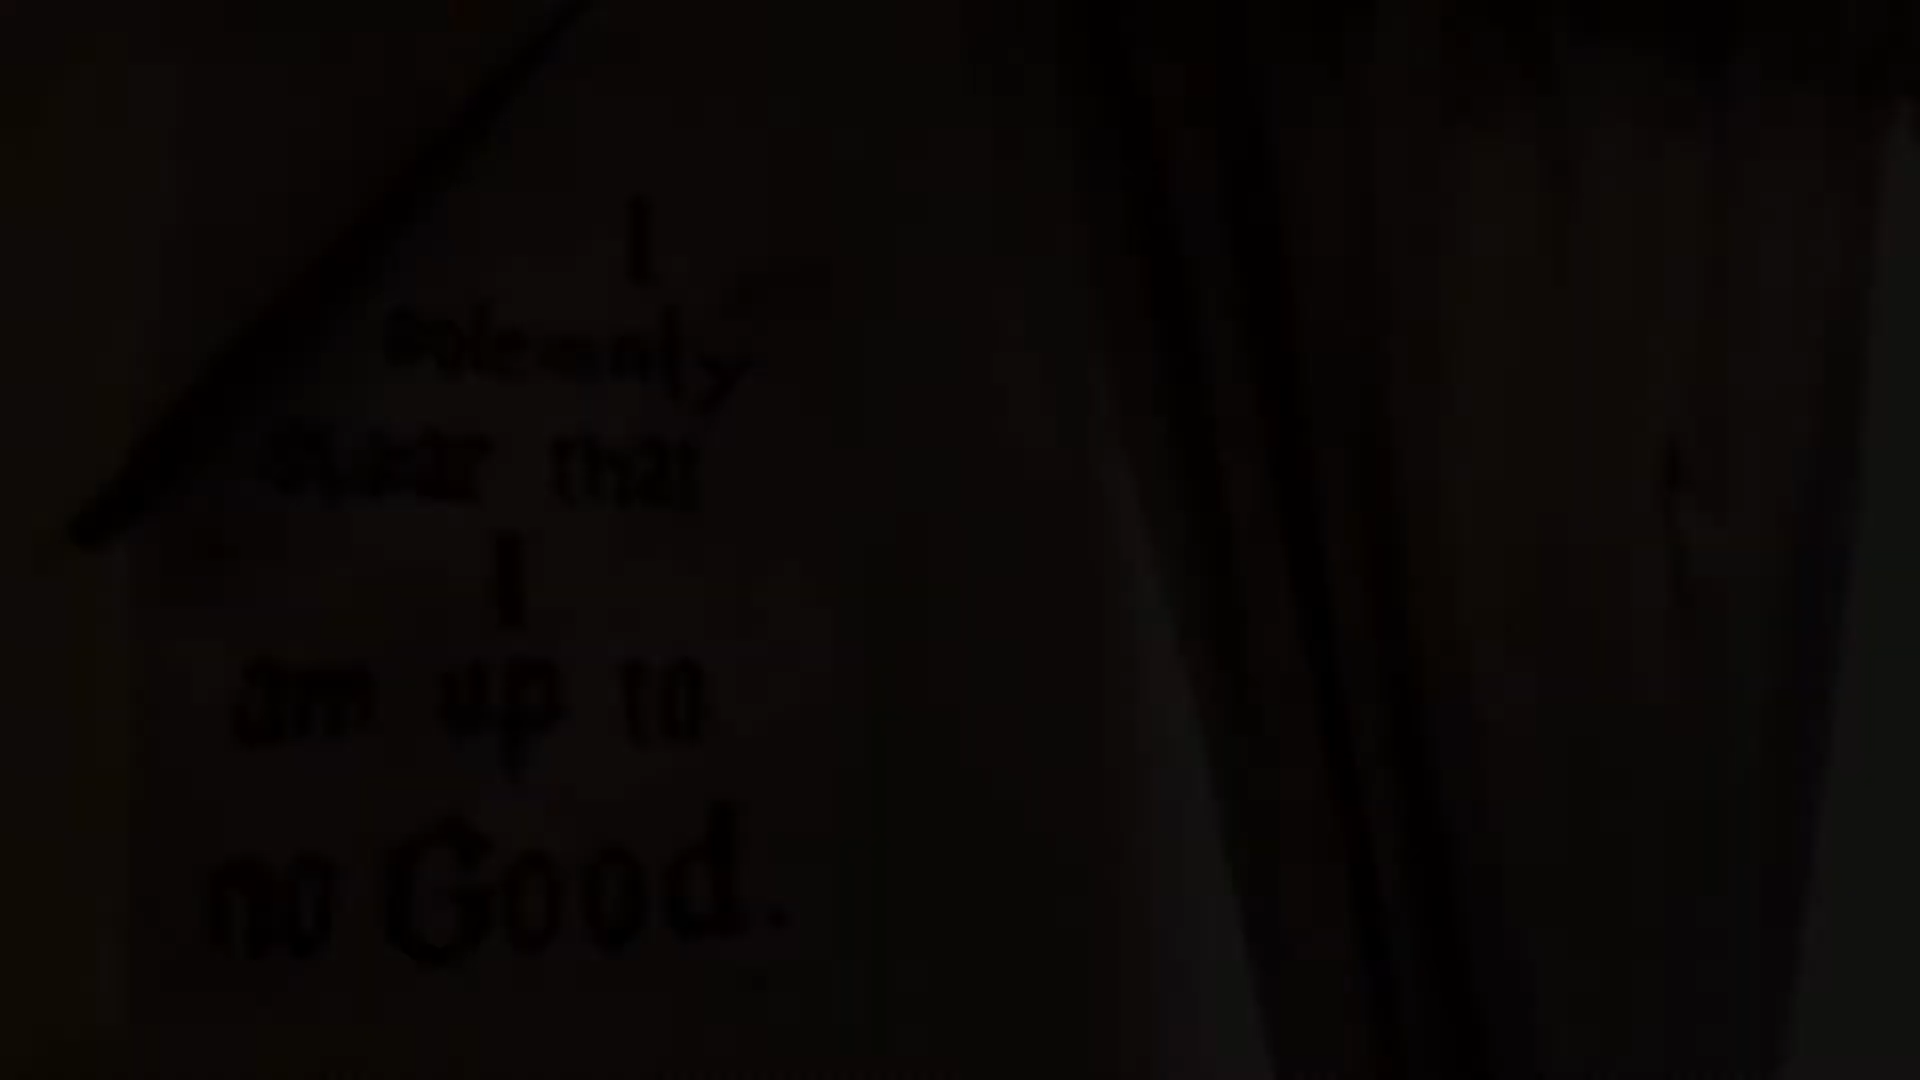 I
solemnly
swear that
I
am up to
no Good.